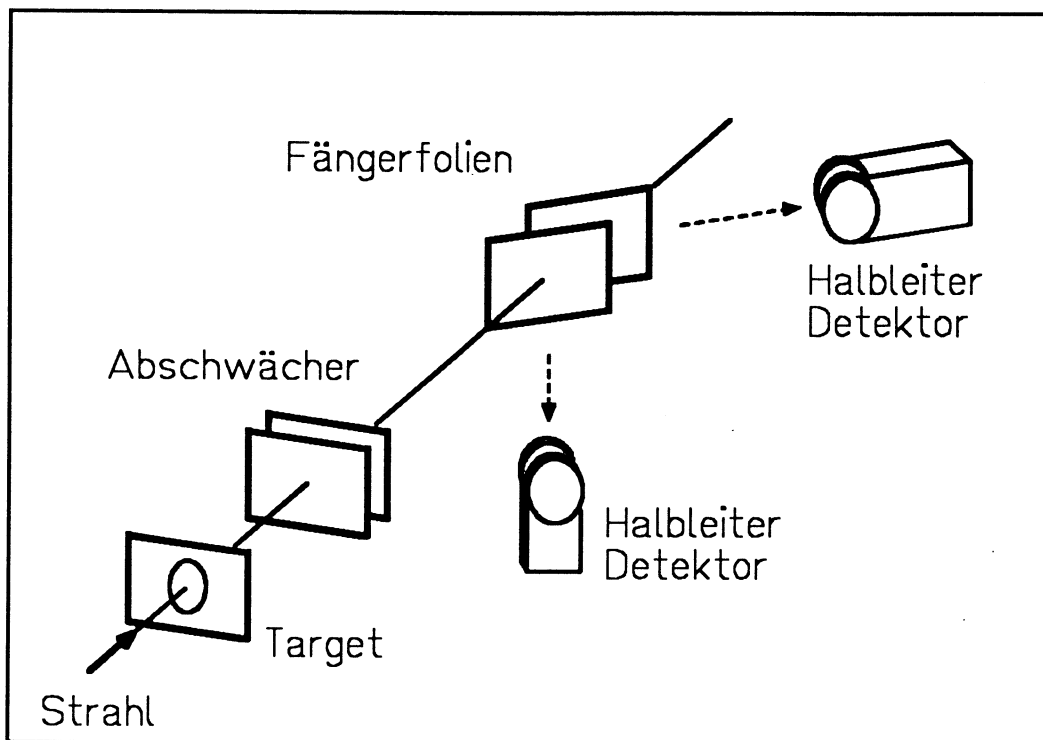 Fängerfolien
Halbleiter
Detektor
Abschwächer
Halbleiter
Detektor
Target
Strahl